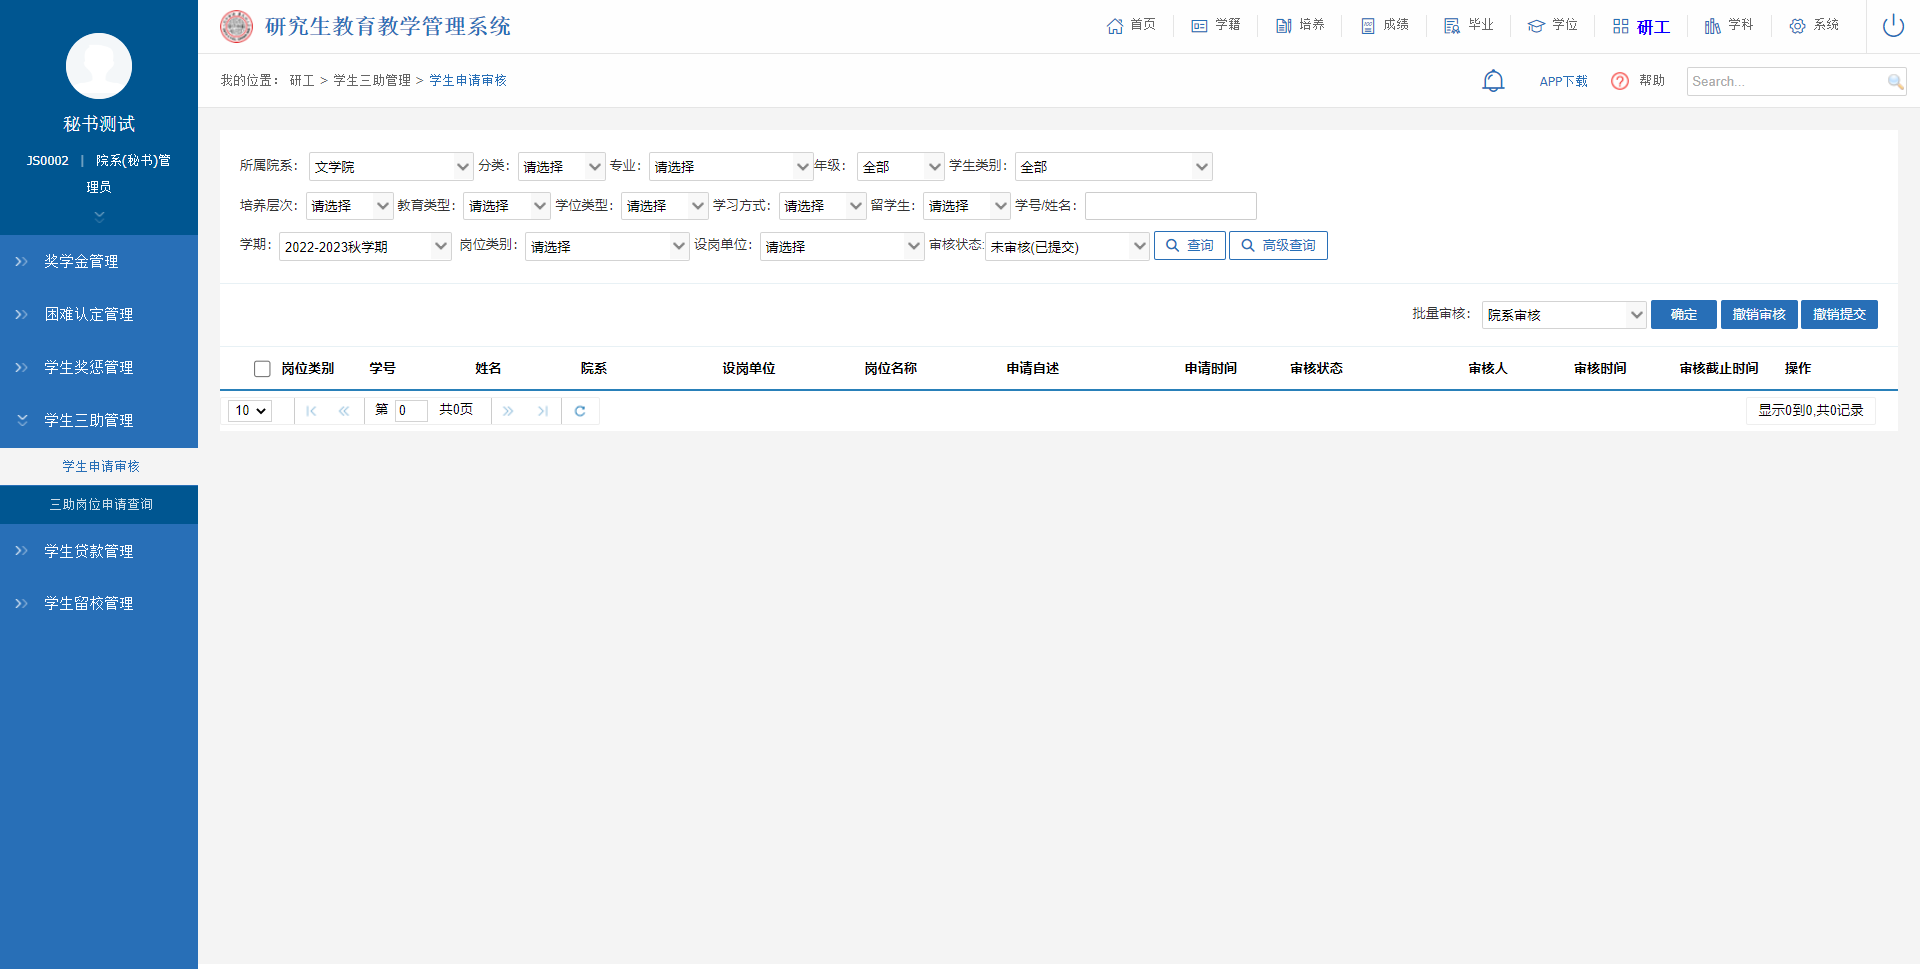 研究生教育教学管理系统
首页 学籍 培养 成绩 毕业 学位 研工 学科 系统
秘书测试
JS0002 | 院系(秘书)管
理员
我的位置： 研工 > 学生三助管理 > 学生申请审核
APP下载 帮助 Search...
奖学金管理
困难认定管理
学生奖惩管理
学生三助管理
学生申请审核
三助岗位申请查询
学生贷款管理
学生留校管理
所属院系： 文学院 分类： 请选择 专业： 请选择 年级： 全部 学生类别： 全部
培养层次： 请选择 教育类型： 请选择 学位类型： 请选择 学习方式： 请选择 留学生： 请选择 学号/姓名：
学期： 2022-2023秋学期 岗位类别： 请选择 设岗单位： 请选择 审核状态: 未审核(已提交) 查询 高级查询
批量审核： 院系审核 确定 撤销审核 撤销提交
岗位类别 学号 姓名 院系 设岗单位 岗位名称 申请自述 申请时间 审核状态 审核人 审核时间 审核截止时间 操作
10 第 0 共0页 显示0到0,共0记录